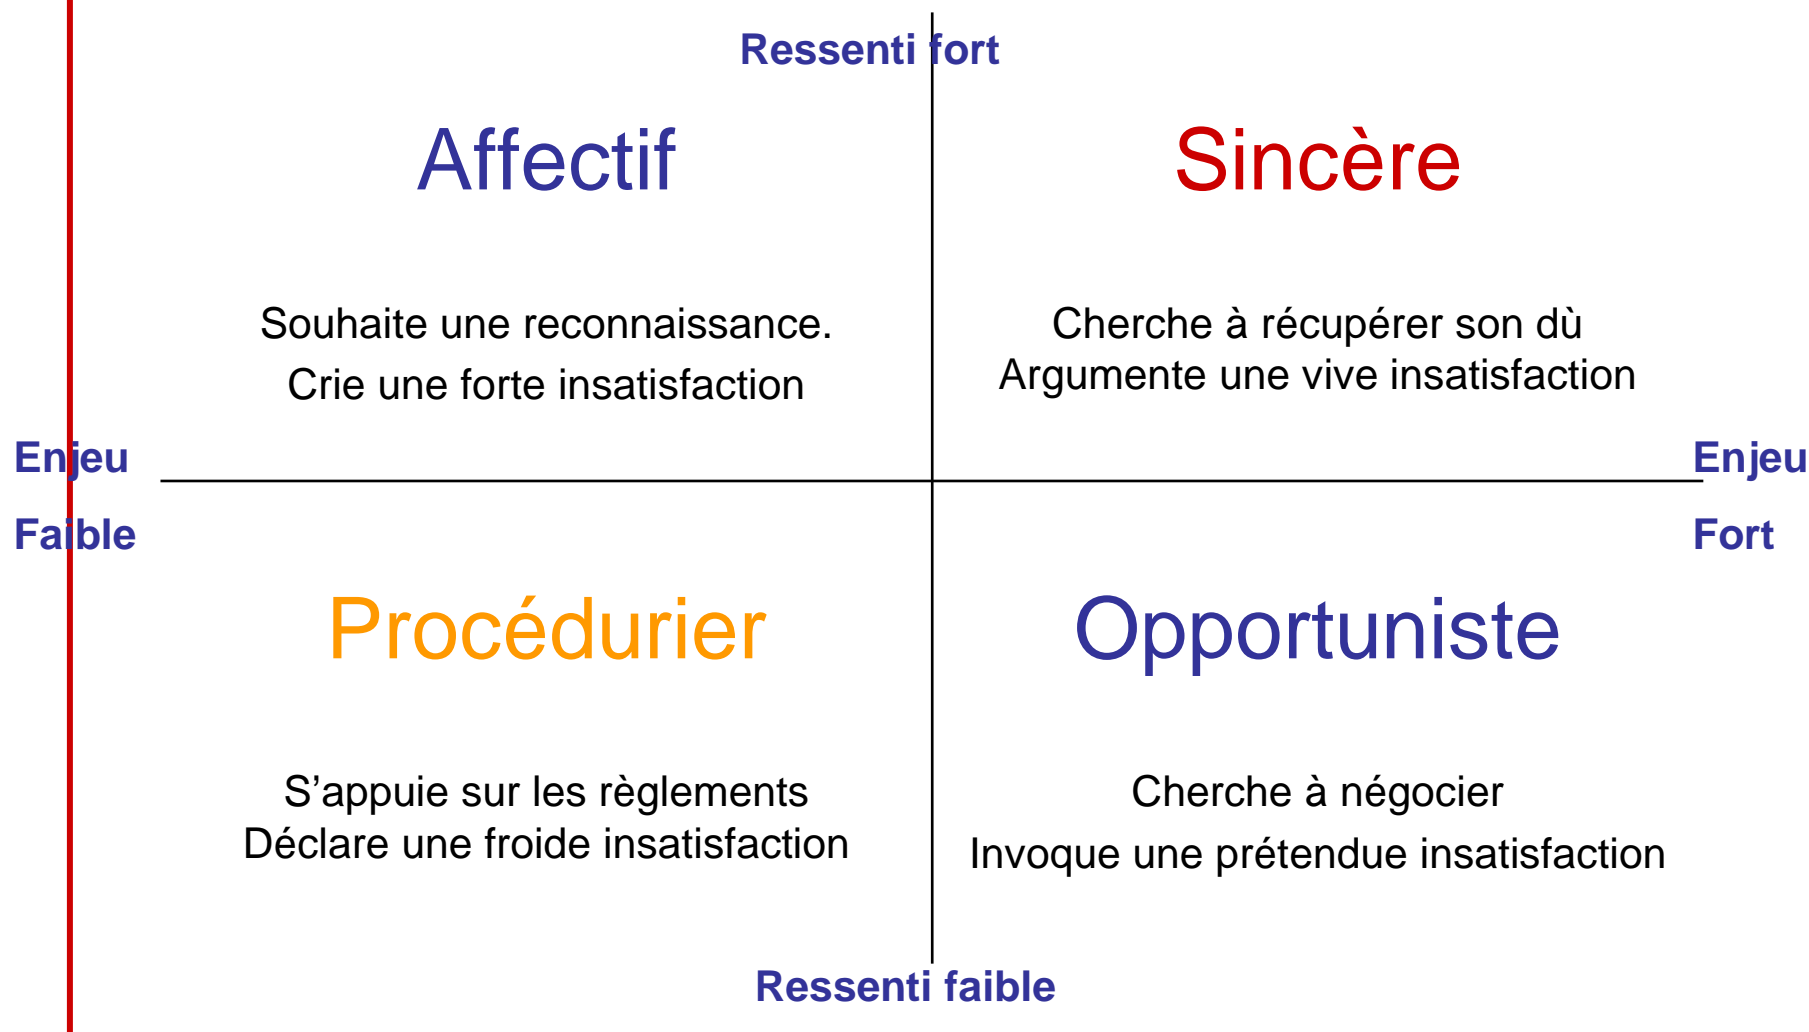 Ressenti fort
Affectif
Sincère
Souhaite une reconnaissance.
Crie une forte insatisfaction
Cherche à récupérer son dù
Argumente une vive insatisfaction
Enjeu
Faible
Enjeu
Fort
Procédurier
Opportuniste
S’appuie sur les règlements
Déclare une froide insatisfaction
Cherche à négocier
Invoque une prétendue insatisfaction
Ressenti faible